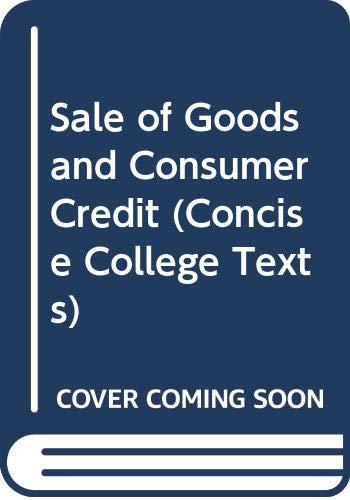 Sale of Goods
and Consumer
Credit (Concis
e College Text
s)
COVER COMING SOON